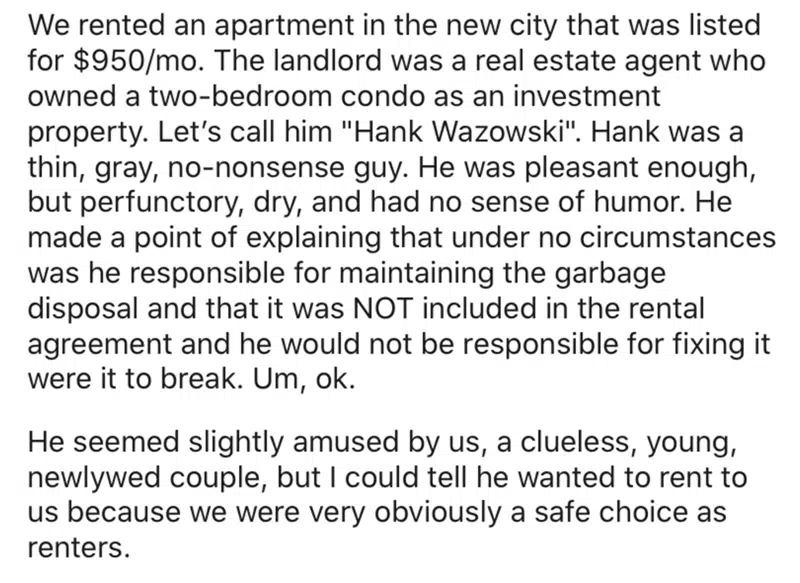 We rented an apartment in the new city that was listed
for $950/mo. The landlord was a real estate agent who
owned a two-bedroom condo as an investment
property. Let’s call him "Hank Wazowski". Hank was a
thin, gray, no-nonsense guy. He was pleasant enough,
but perfunctory, dry, and had no sense of humor. He
made a point of explaining that under no circumstances
was he responsible for maintaining the garbage
disposal and that it was NOT included in the rental
agreement and he would not be responsible for fixing it
were it to break. Um, ok.
He seemed slightly amused by us, a clueless, young,
newlywed couple, but I could tell he wanted to rent to
us because we were very obviously a safe choice as
renters.